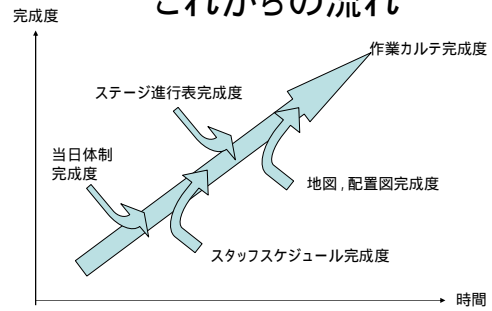 これからの流れ
完成度
作業カルテ完成度
ステージ進行表完成度
当日体制
完成度
地図,配置図完成度
スタッフスケジュール完成度
時間